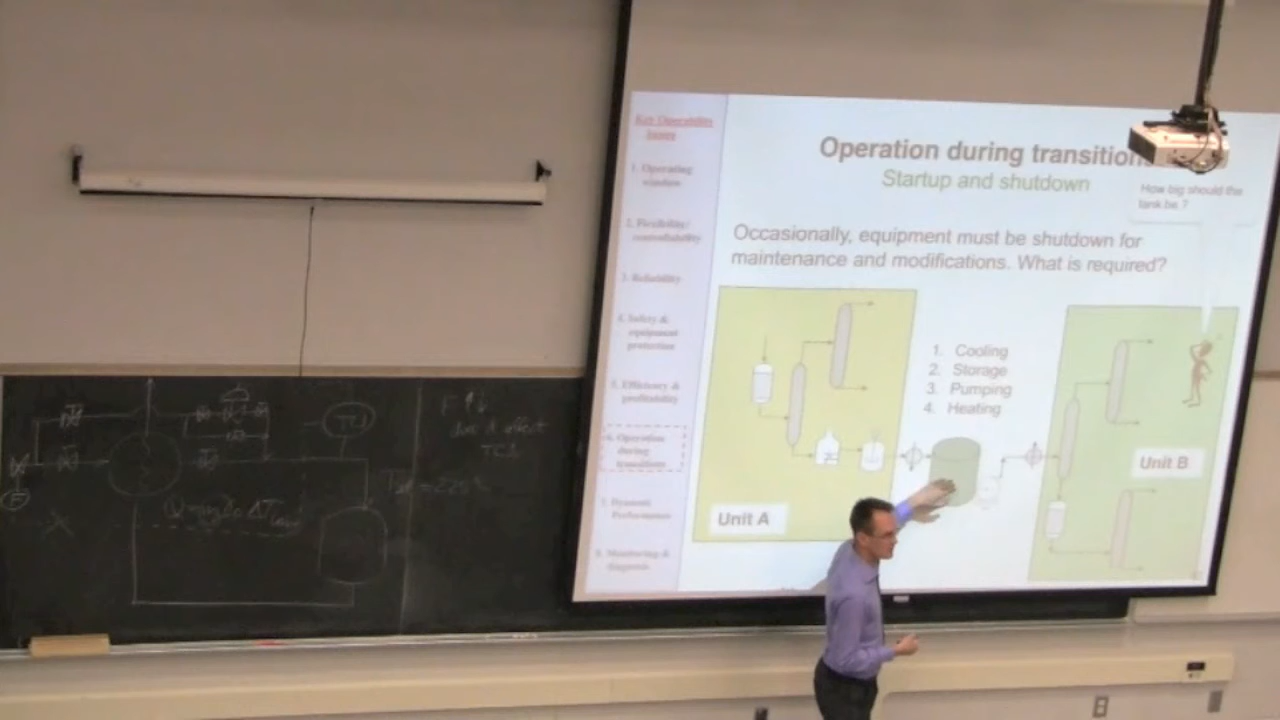 Key Operability
Issues
1. Operating
window
2. Flexibility/
controllability
3. Reliability
4. Safety &
equipment
protection
5. Efficiency &
profitability
6. Operation
during
transitions
7. Dynamic
Performance
8. Monitoring &
diagnosis
Operation during transition
Startup and shutdown
How big should the
tank be ?
Occasionally, equipment must be shutdown for
maintenance and modifications. What is required?
1. Cooling
2. Storage
3. Pumping
4. Heating
Unit A
Unit B
F